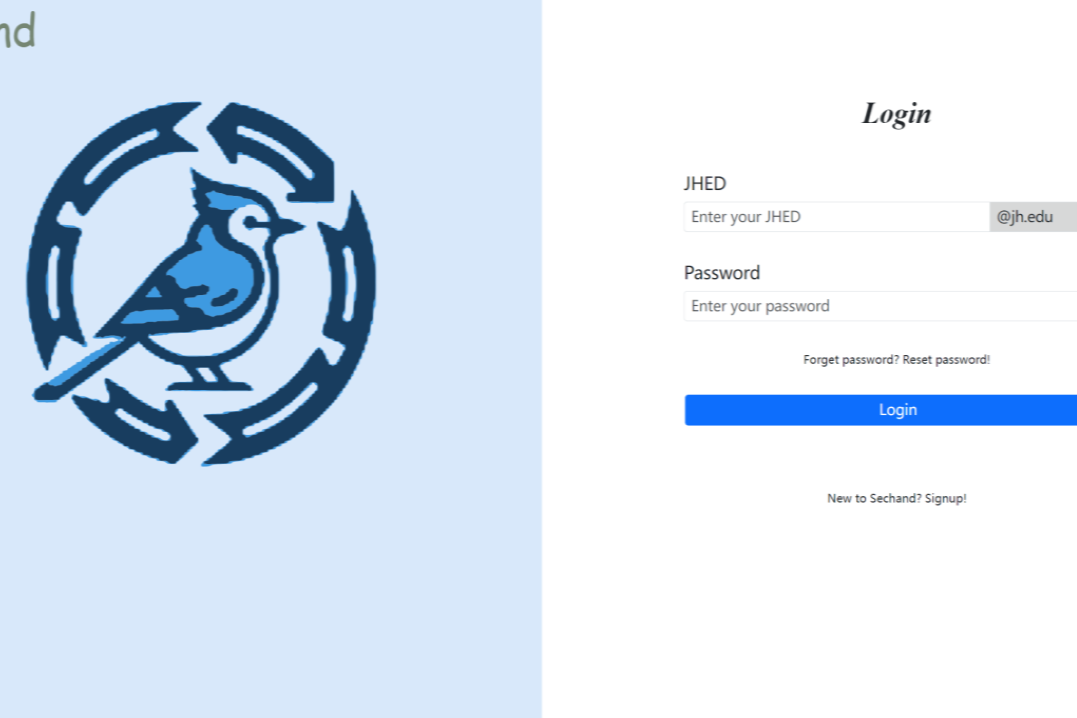 nd
Login
JHED
Enter your JHED @jh.edu
Password
Enter your password
Forget password? Reset password!
Login
New to Sechand? Signup!